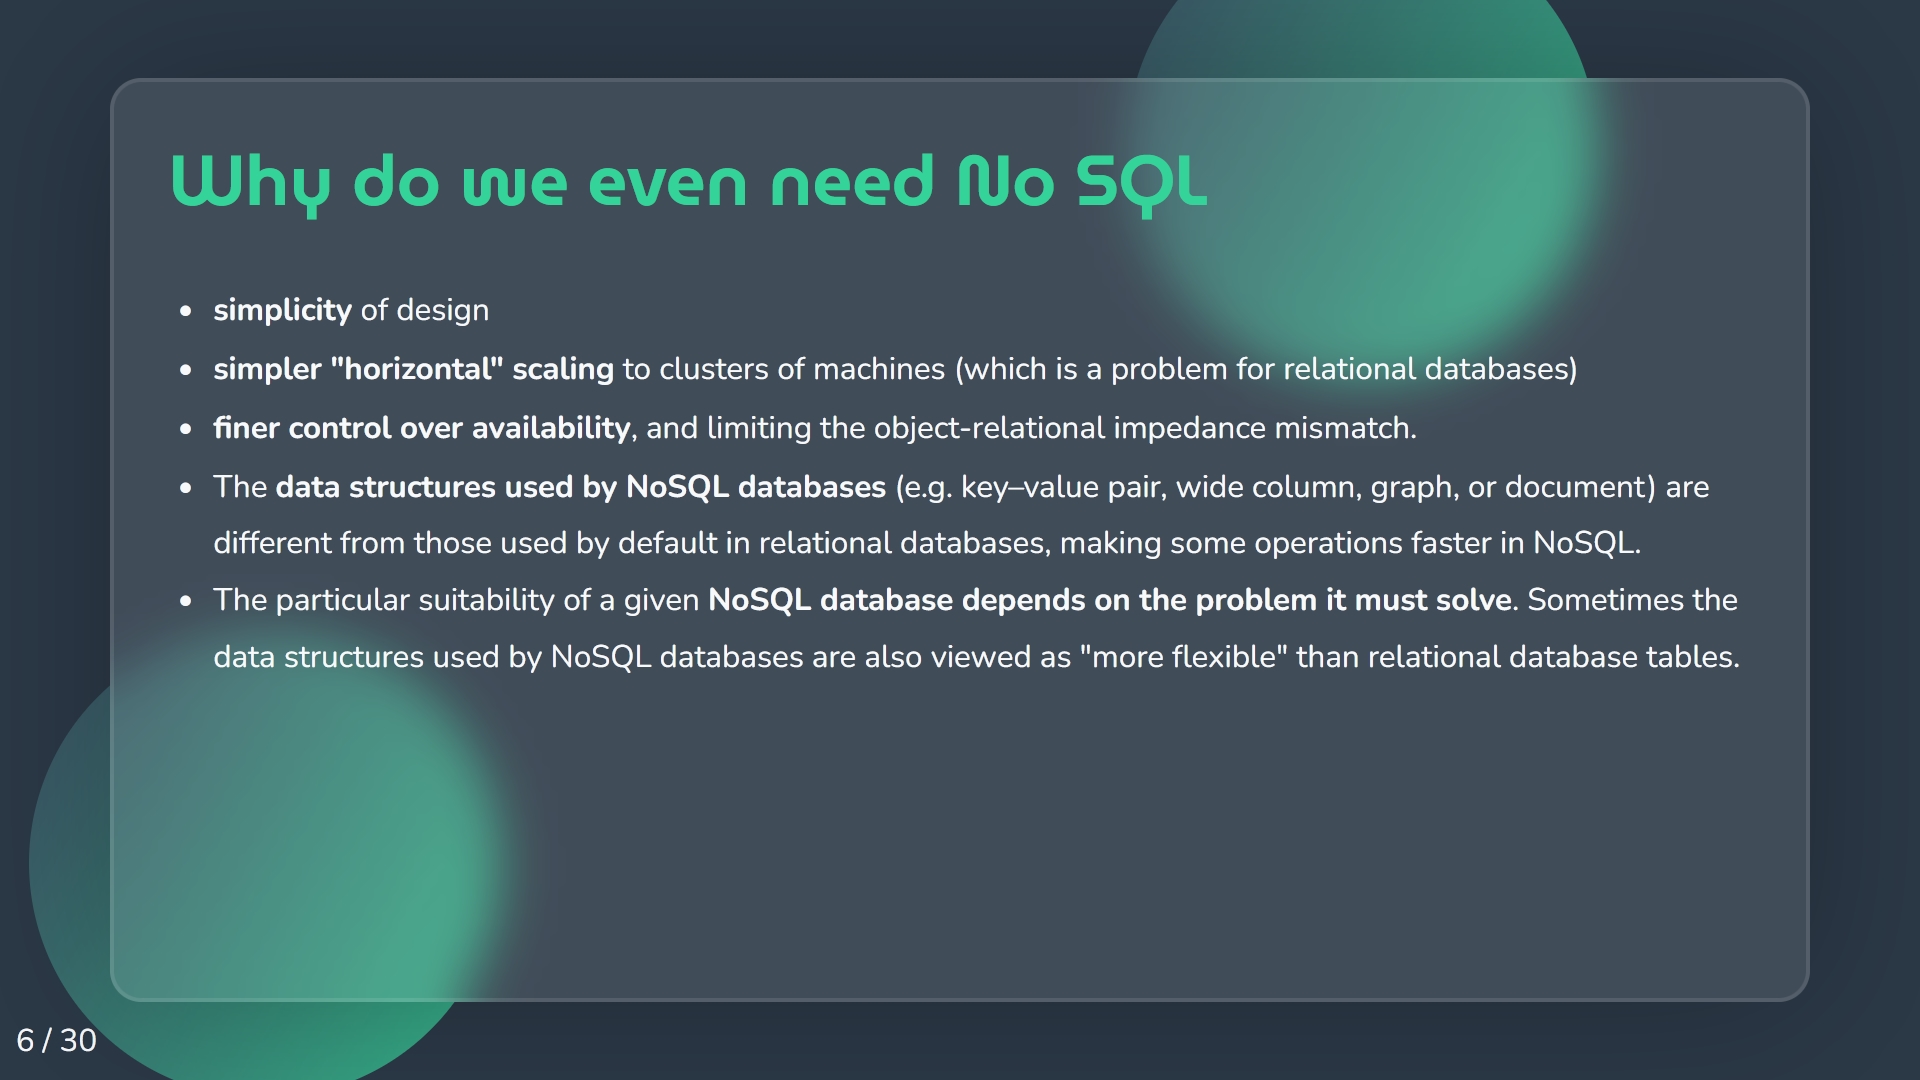 Why do we even need No SQL
• simplicity of design
• simpler "horizontal" scaling to clusters of machines (which is a problem for relational databases)
• finer control over availability, and limiting the object-relational impedance mismatch.
• The data structures used by NoSQL databases (e.g. key–value pair, wide column, graph, or document) are
different from those used by default in relational databases, making some operations faster in NoSQL.
• The particular suitability of a given NoSQL database depends on the problem it must solve. Sometimes the
data structures used by NoSQL databases are also viewed as "more flexible" than relational database tables.
6 / 30